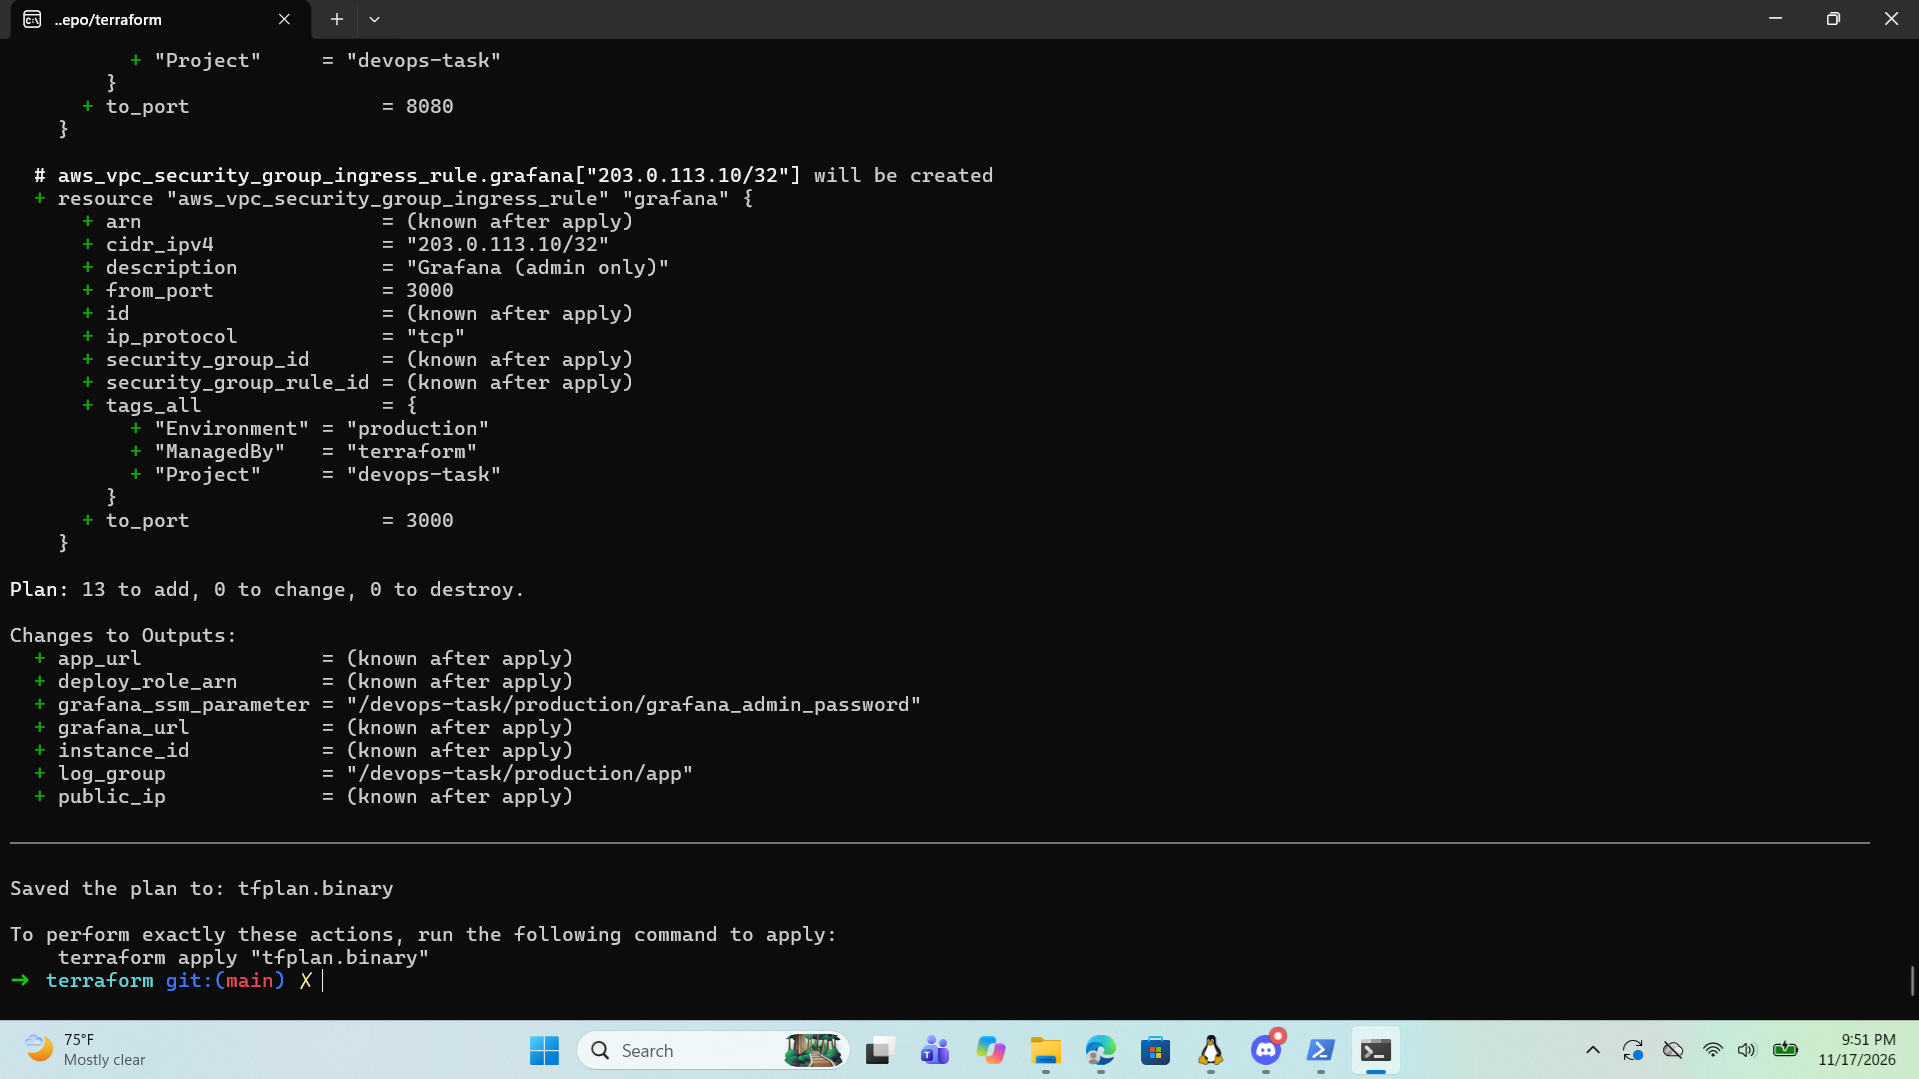 ..epo/terraform
+ "Project"     = "devops-task"
}
+ to_port                = 8080
}
# aws_vpc_security_group_ingress_rule.grafana["203.0.113.10/32"] will be created
+ resource "aws_vpc_security_group_ingress_rule" "grafana" {
+ arn                    = (known after apply)
+ cidr_ipv4              = "203.0.113.10/32"
+ description            = "Grafana (admin only)"
+ from_port              = 3000
+ id                     = (known after apply)
+ ip_protocol            = "tcp"
+ security_group_id      = (known after apply)
+ security_group_rule_id = (known after apply)
+ tags_all               = {
+ "Environment" = "production"
+ "ManagedBy"   = "terraform"
+ "Project"     = "devops-task"
}
+ to_port                = 3000
}
Plan: 13 to add, 0 to change, 0 to destroy.
Changes to Outputs:
+ app_url               = (known after apply)
+ deploy_role_arn       = (known after apply)
+ grafana_ssm_parameter = "/devops-task/production/grafana_admin_password"
+ grafana_url           = (known after apply)
+ instance_id           = (known after apply)
+ log_group             = "/devops-task/production/app"
+ public_ip             = (known after apply)
Saved the plan to: tfplan.binary
To perform exactly these actions, run the following command to apply:
terraform apply "tfplan.binary"
➜ terraform git:(main) ✗
75°F
Mostly clear
Search
9:51 PM
11/17/2026